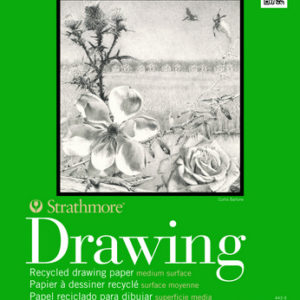 Strathmore®
Drawing
Recycled drawing paper medium surface
Papier à dessiner recyclé surface moyenne
Papel reciclado para dibujar superficie media